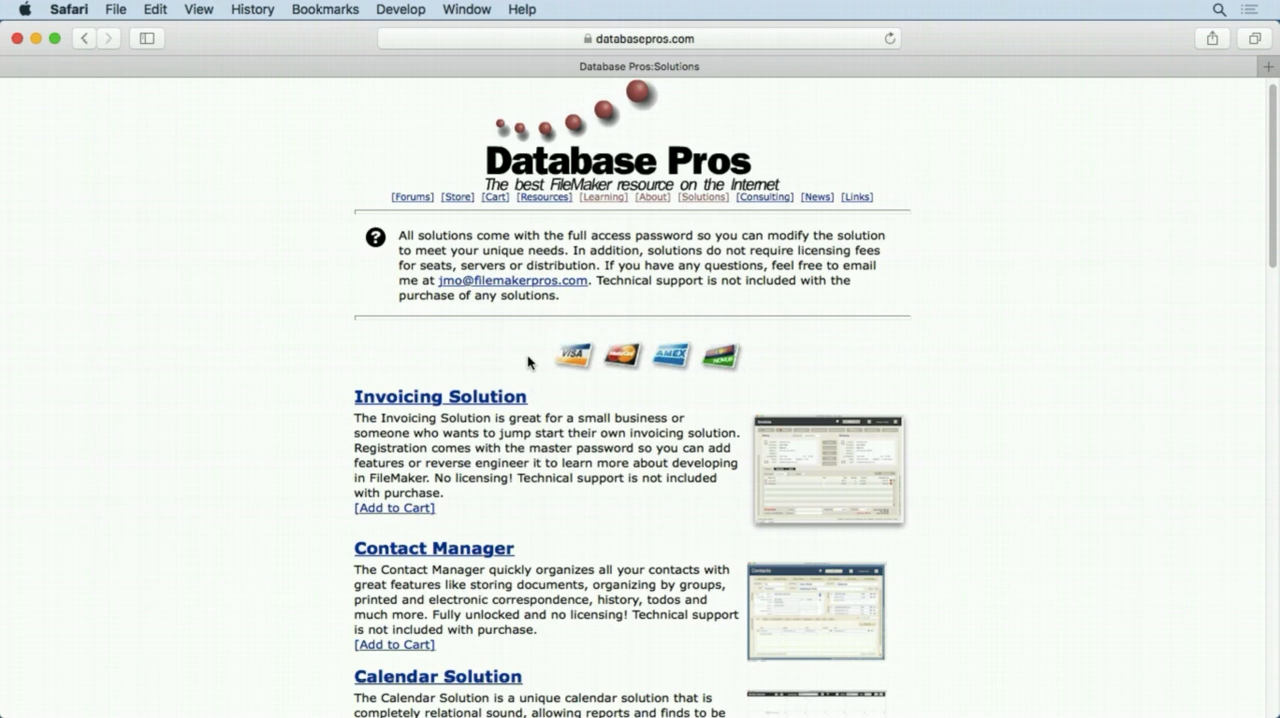 Safari File Edit View History Bookmarks Develop Window Help
databasepros.com
Database Pros:Solutions
Database Pros
The best FileMaker resource on the Internet
[Forums] [Store] [Cart] [Resources] [Learning] [About] [Solutions] [Consulting] [News] [Links]
All solutions come with the full access password so you can modify the solution
to meet your unique needs. In addition, solutions do not require licensing fees
for seats, servers or distribution. If you have any questions, feel free to email
me at jmo@filemakerpros.com. Technical support is not included with the
purchase of any solutions.
VISA AMEX
Invoicing Solution
The Invoicing Solution is great for a small business or
someone who wants to jump start their own invoicing solution.
Registration comes with the master password so you can add
features or reverse engineer it to learn more about developing
in FileMaker. No licensing! Technical support is not included
with purchase.
[Add to Cart]
Contact Manager
The Contact Manager quickly organizes all your contacts with
great features like storing documents, organizing by groups,
printed and electronic correspondence, history, todos and
much more. Fully unlocked and no licensing! Technical support
is not included with purchase.
[Add to Cart]
Contacts
Calendar Solution
The Calendar Solution is a unique calendar solution that is
completely relational sound, allowing reports and finds to be